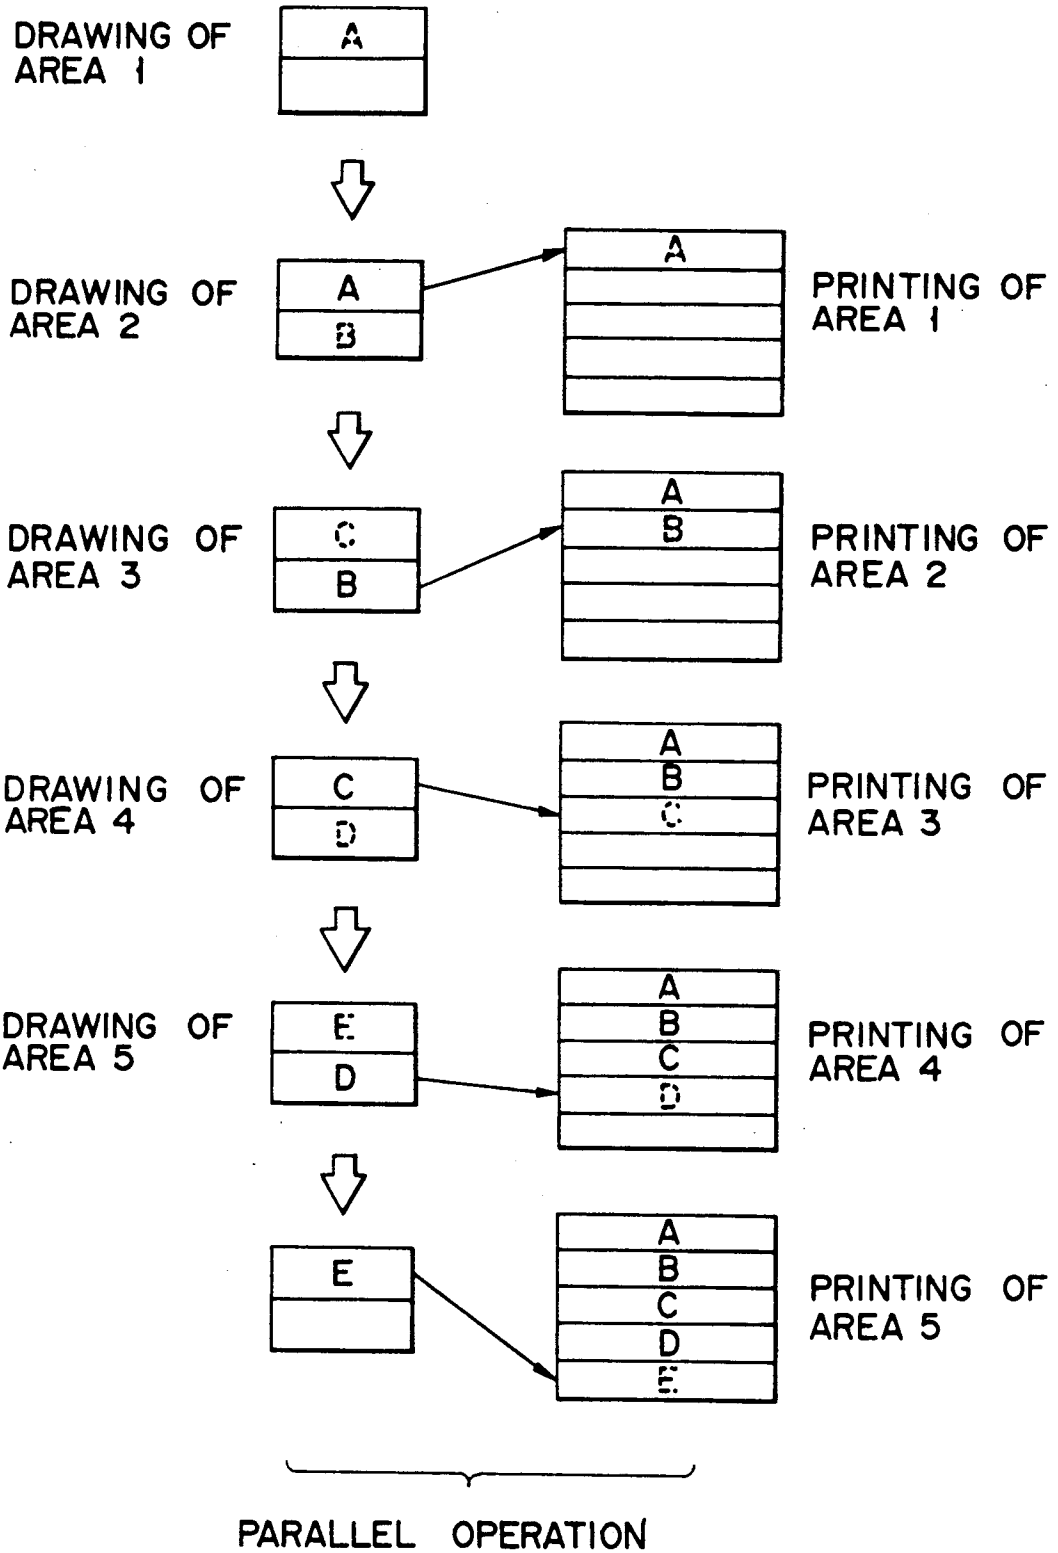 DRAWING OF
AREA 1
A
A
DRAWING OF
AREA 2
A
B
PRINTING OF
AREA 1
A
B
DRAWING OF
AREA 3
C
B
PRINTING OF
AREA 2
A
B
C
DRAWING OF
AREA 4
C
D
PRINTING OF
AREA 3
A
B
C
D
DRAWING OF
AREA 5
E
D
PRINTING OF
AREA 4
A
B
C
D
E
E
PRINTING OF
AREA 5
PARALLEL OPERATION